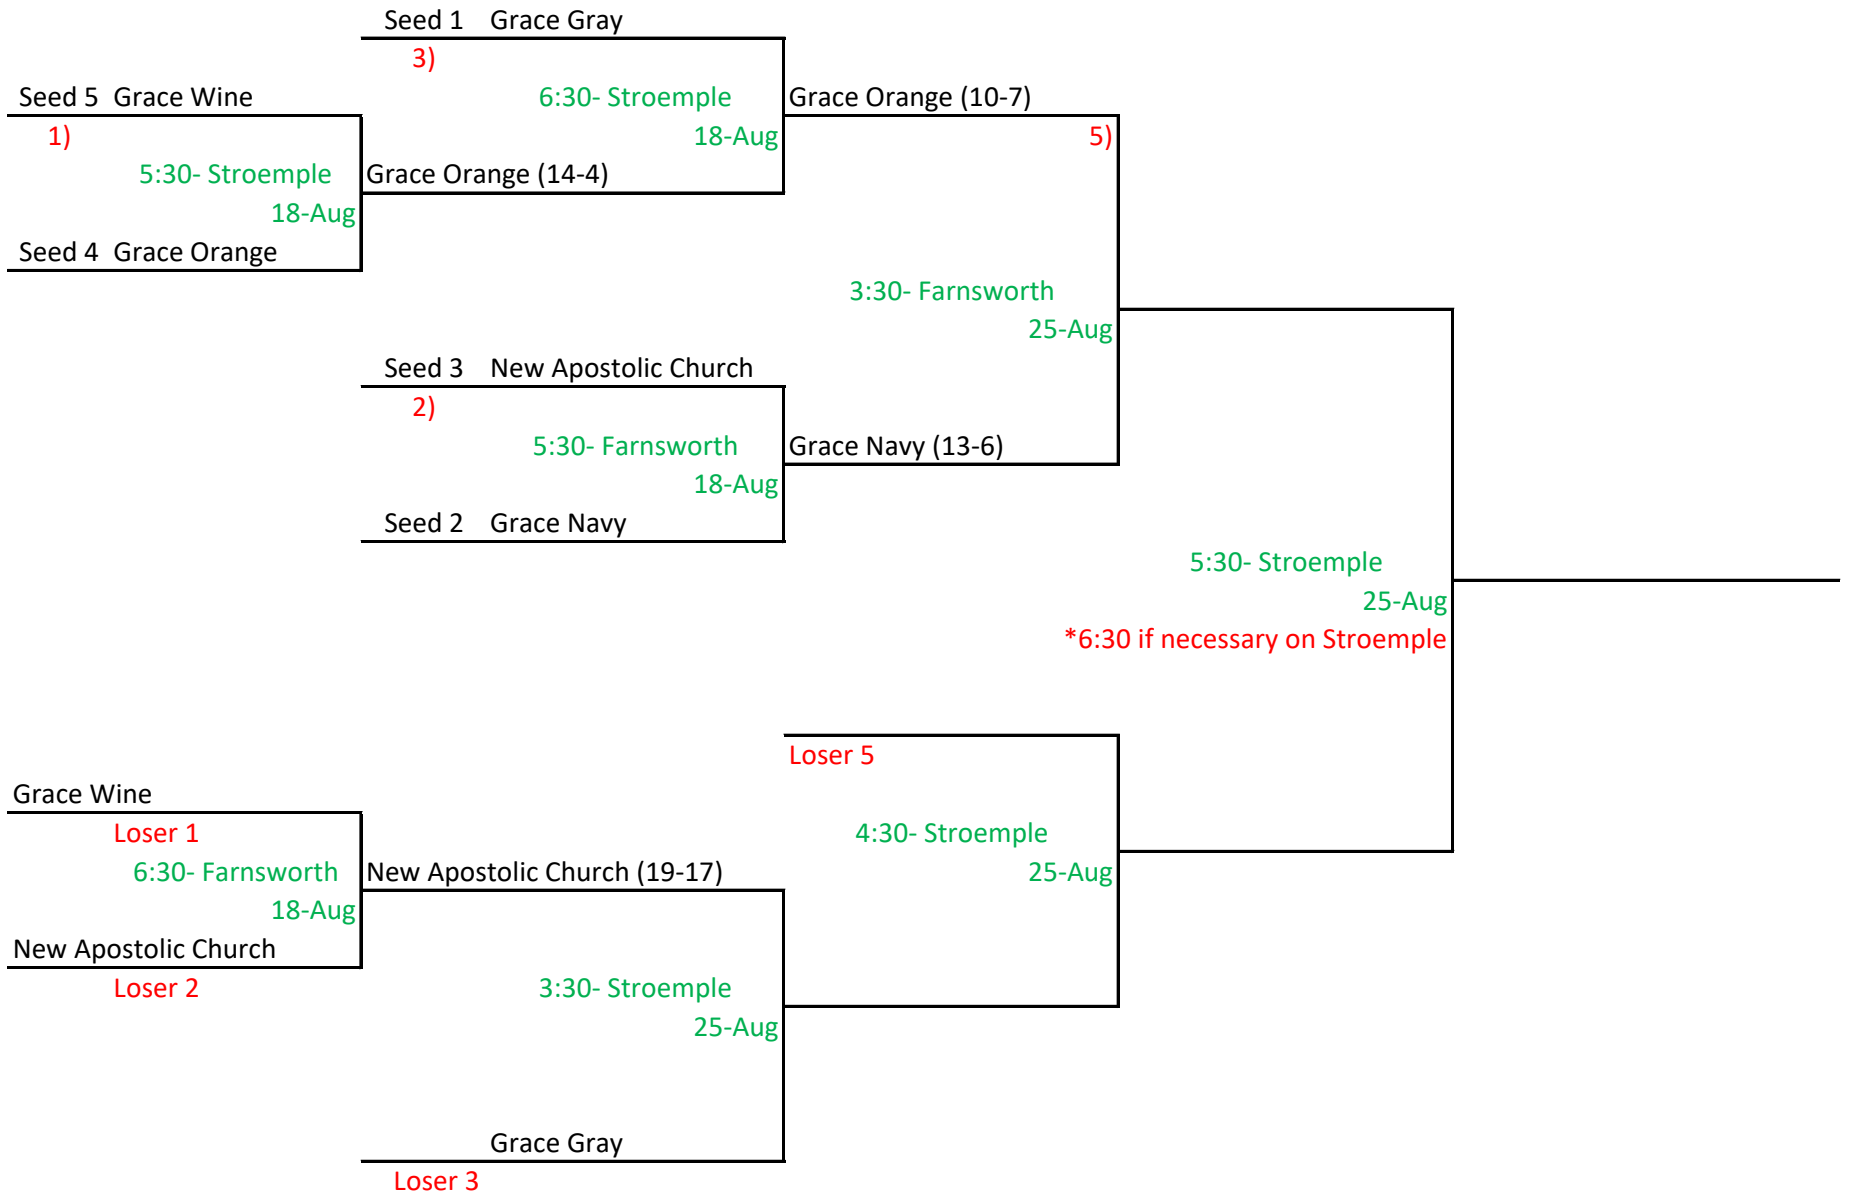 Seed 1 Grace Gray
3)
Seed 5 Grace Wine
6:30- Stroemple
Grace Orange (10-7)
1)
18-Aug
5)
5:30- Stroemple
Grace Orange (14-4)
18-Aug
Seed 4 Grace Orange
3:30- Farnsworth
25-Aug
Seed 3 New Apostolic Church
2)
5:30- Farnsworth
Grace Navy (13-6)
18-Aug
Seed 2 Grace Navy
5:30- Stroemple
25-Aug
*6:30 if necessary on Stroemple
Loser 5
Grace Wine
Loser 1
4:30- Stroemple
6:30- Farnsworth
New Apostolic Church (19-17)
25-Aug
18-Aug
New Apostolic Church
Loser 2
3:30- Stroemple
25-Aug
Grace Gray
Loser 3